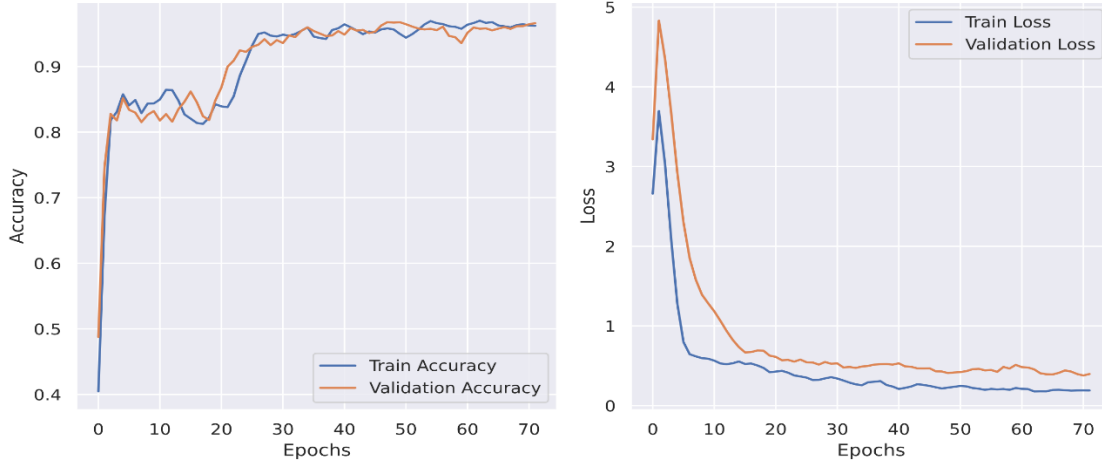 0.9
0.8
0.7
0.6
0.5
0.4
Accuracy
0 10 20 30 40 50 60 70
Epochs
Train Accuracy
Validation Accuracy
5
4
3
2
1
0
Loss
0 10 20 30 40 50 60 70
Epochs
Train Loss
Validation Loss